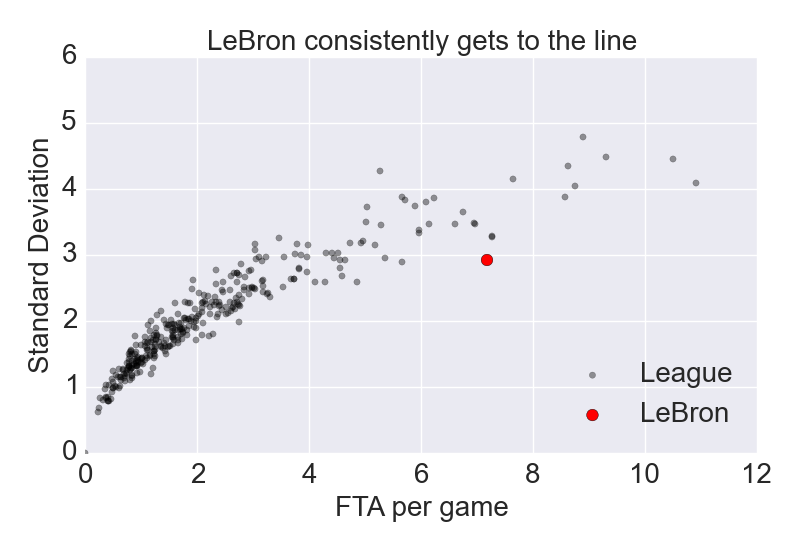 LeBron consistently gets to the line
6
5
4
3
2
1
0
Standard Deviation
League
LeBron
0 2 4 6 8 10 12
FTA per game